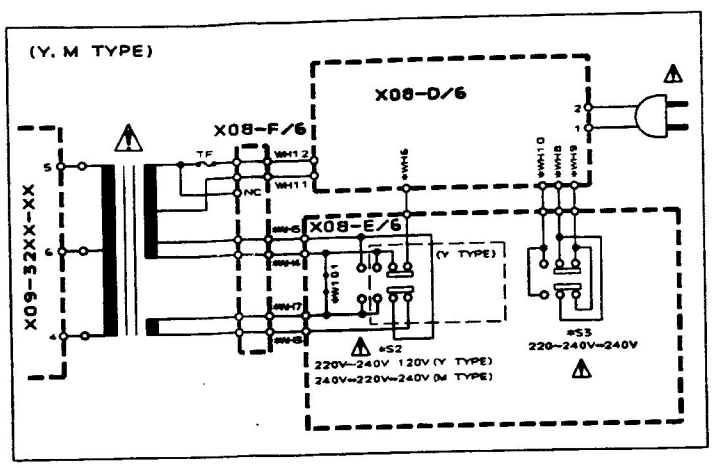 (Y, M TYPE)
X08-D/6
2
1
X08-F/6
TF
WH12
WH11
NC
*WH6
*WH10
*WH8
*WH9
X09-32XX-XX
5
6
4
*WH5
*WH4
*WH7
X08-E/6
*W101
(Y TYPE)
*S2
220V~240V 120V (Y TYPE)
240V~220V-240V (M TYPE)
*S3
220~240V-240V